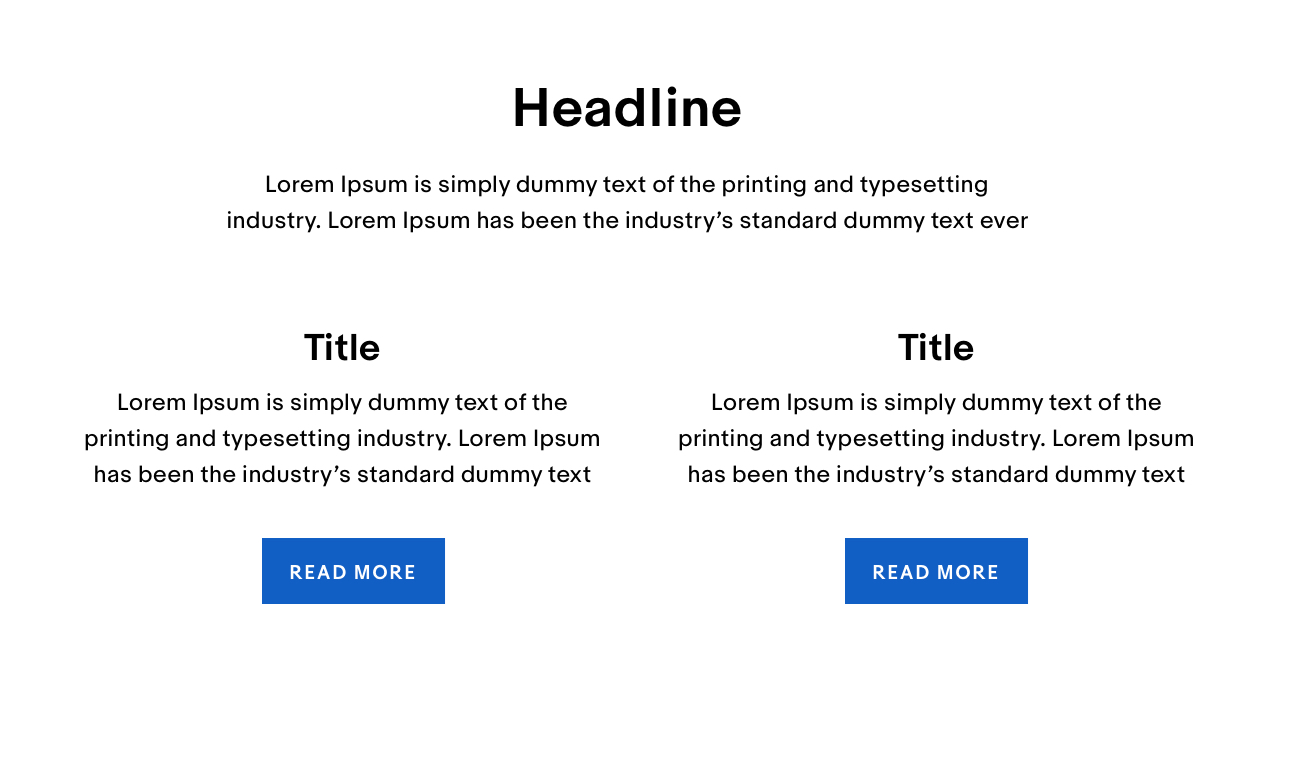 Headline
Lorem Ipsum is simply dummy text of the printing and typesetting
industry. Lorem Ipsum has been the industry’s standard dummy text ever
Title
Lorem Ipsum is simply dummy text of the
printing and typesetting industry. Lorem Ipsum
has been the industry’s standard dummy text
READ MORE
Title
Lorem Ipsum is simply dummy text of the
printing and typesetting industry. Lorem Ipsum
has been the industry’s standard dummy text
READ MORE